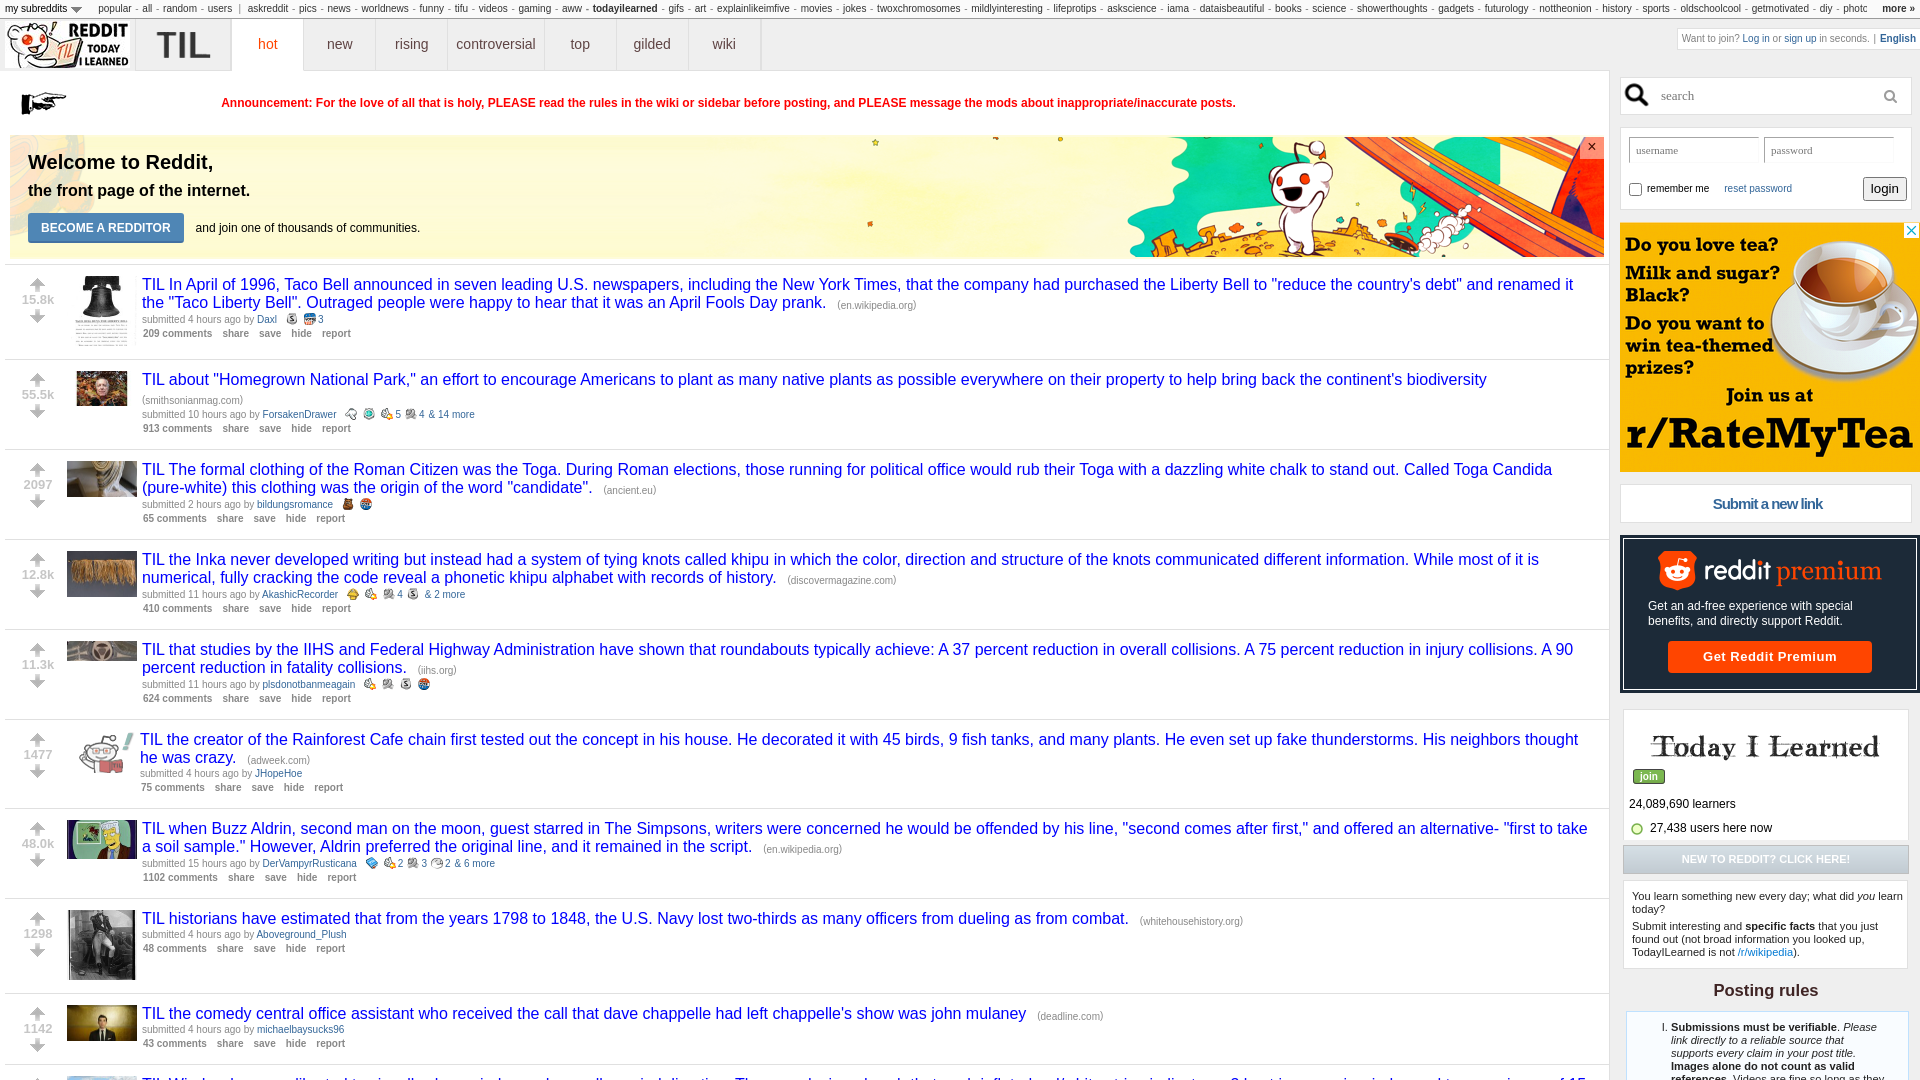 my subreddits
popular - all - random - users | askreddit - pics - news - worldnews - funny - tifu - videos - gaming - aww - todayilearned - gifs - art - explainlikeimfive - movies - jokes - twoxchromosomes - mildlyinteresting - lifeprotips - askscience - iama - dataisbeautiful - books - science - showerthoughts - gadgets - futurology - nottheonion - history - sports - oldschoolcool - getmotivated - diy - photo more »
REDDIT TODAY I LEARNED
TIL
hot new rising controversial top gilded wiki
Want to join? Log in or sign up in seconds. | English
Announcement: For the love of all that is holy, PLEASE read the rules in the wiki or sidebar before posting, and PLEASE message the mods about inappropriate/inaccurate posts.
Welcome to Reddit,
the front page of the internet.
BECOME A REDDITOR and join one of thousands of communities.
×
15.8k
TIL In April of 1996, Taco Bell announced in seven leading U.S. newspapers, including the New York Times, that the company had purchased the Liberty Bell to "reduce the country's debt" and renamed it
the "Taco Liberty Bell". Outraged people were happy to hear that it was an April Fools Day prank. (en.wikipedia.org)
submitted 4 hours ago by Daxl 3
209 comments share save hide report
55.5k
TIL about "Homegrown National Park," an effort to encourage Americans to plant as many native plants as possible everywhere on their property to help bring back the continent's biodiversity
(smithsonianmag.com)
submitted 10 hours ago by ForsakenDrawer 5 4 & 14 more
913 comments share save hide report
2097
TIL The formal clothing of the Roman Citizen was the Toga. During Roman elections, those running for political office would rub their Toga with a dazzling white chalk to stand out. Called Toga Candida
(pure-white) this clothing was the origin of the word "candidate". (ancient.eu)
submitted 2 hours ago by bildungsromance
65 comments share save hide report
12.8k
TIL the Inka never developed writing but instead had a system of tying knots called khipu in which the color, direction and structure of the knots communicated different information. While most of it is
numerical, fully cracking the code reveal a phonetic khipu alphabet with records of history. (discovermagazine.com)
submitted 11 hours ago by AkashicRecorder 4 & 2 more
410 comments share save hide report
11.3k
TIL that studies by the IIHS and Federal Highway Administration have shown that roundabouts typically achieve: A 37 percent reduction in overall collisions. A 75 percent reduction in injury collisions. A 90
percent reduction in fatality collisions. (iihs.org)
submitted 11 hours ago by plsdonotbanmeagain
624 comments share save hide report
1477
TIL the creator of the Rainforest Cafe chain first tested out the concept in his house. He decorated it with 45 birds, 9 fish tanks, and many plants. He even set up fake thunderstorms. His neighbors thought
he was crazy. (adweek.com)
submitted 4 hours ago by JHopeHoe
75 comments share save hide report
48.0k
TIL when Buzz Aldrin, second man on the moon, guest starred in The Simpsons, writers were concerned he would be offended by his line, "second comes after first," and offered an alternative- "first to take
a soil sample." However, Aldrin preferred the original line, and it remained in the script. (en.wikipedia.org)
submitted 15 hours ago by DerVampyrRusticana 2 3 2 & 6 more
1102 comments share save hide report
1298
TIL historians have estimated that from the years 1798 to 1848, the U.S. Navy lost two-thirds as many officers from dueling as from combat. (whitehousehistory.org)
submitted 4 hours ago by Aboveground_Plush
48 comments share save hide report
1142
TIL the comedy central office assistant who received the call that dave chappelle had left chappelle's show was john mulaney (deadline.com)
submitted 4 hours ago by michaelbaysucks96
43 comments share save hide report
search
username password
remember me reset password login
Do you love tea?
Milk and sugar?
Black?
Do you want to
win tea-themed
prizes?
Join us at
r/RateMyTea
Submit a new link
reddit premium
Get an ad-free experience with special
benefits, and directly support Reddit.
Get Reddit Premium
Today I Learned
join
24,089,690 learners
27,438 users here now
NEW TO REDDIT? CLICK HERE!
You learn something new every day; what did you learn
today?
Submit interesting and specific facts that you just
found out (not broad information you looked up,
TodayILearned is not /r/wikipedia).
Posting rules
I. Submissions must be verifiable. Please
link directly to a reliable source that
supports every claim in your post title.
Images alone do not count as valid
references. Videos are fine so long as they